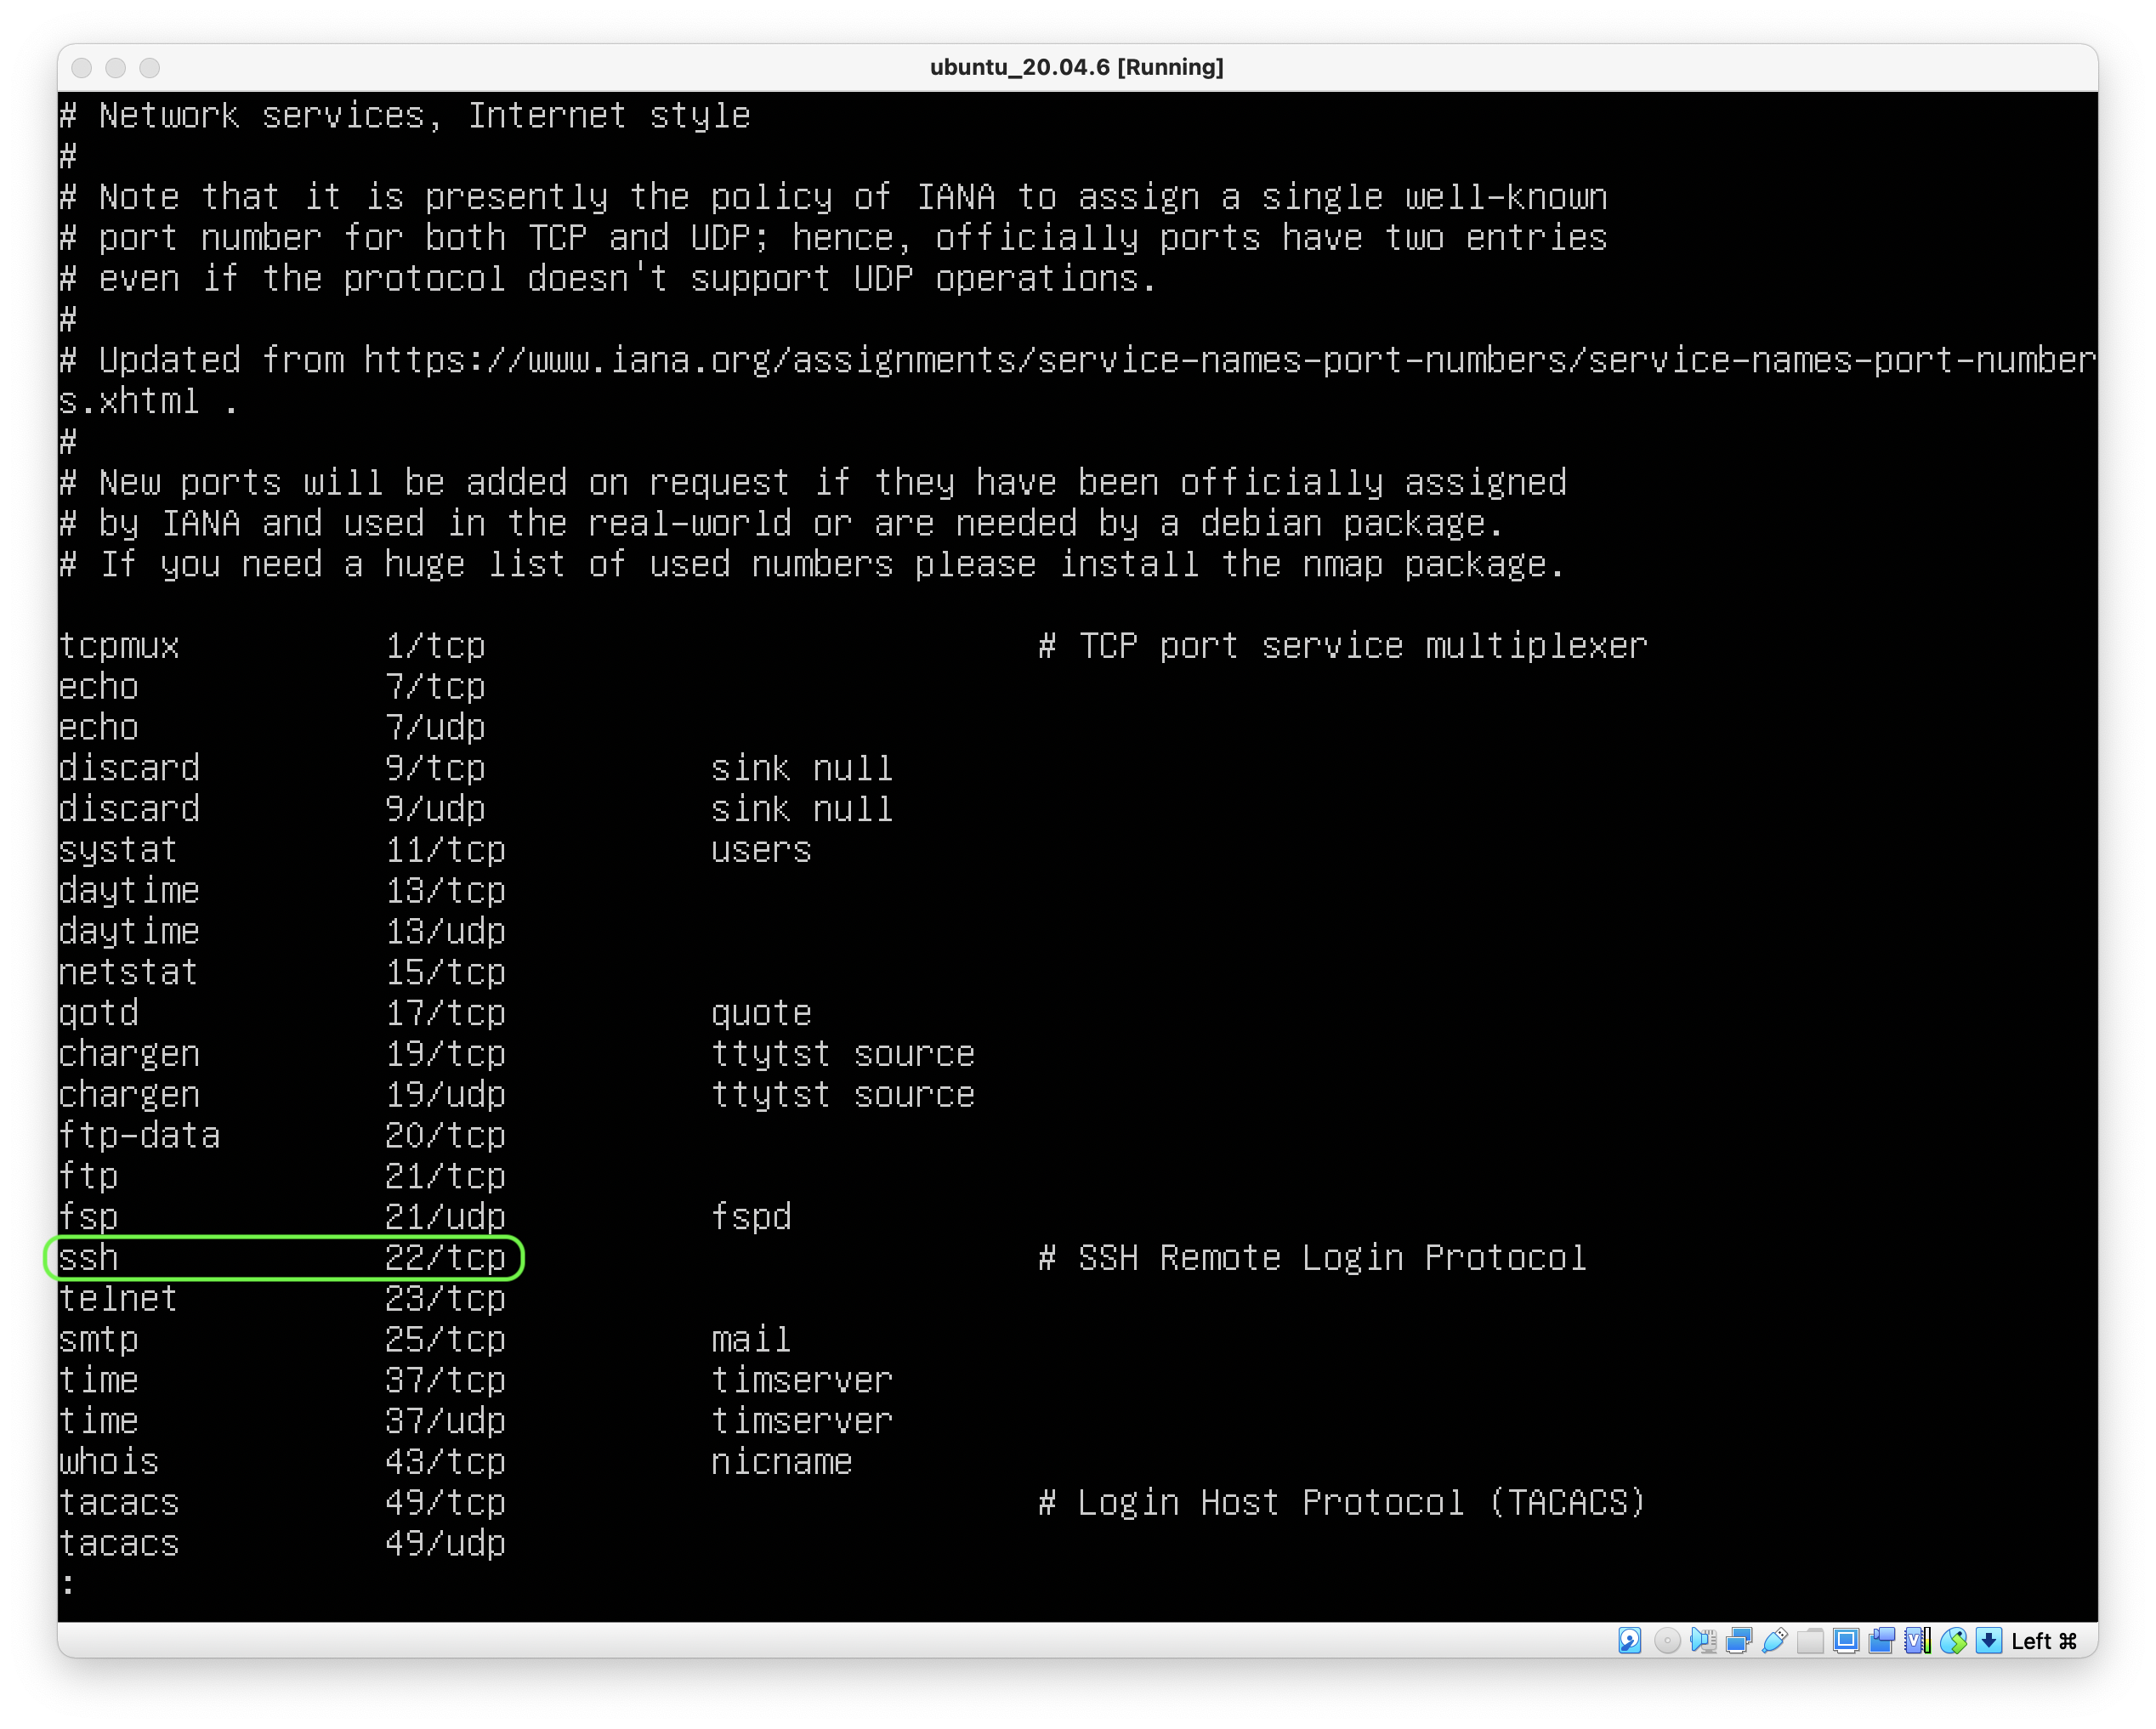 ubuntu_20.04.6 [Running]
# Network services, Internet style
#
# Note that it is presently the policy of IANA to assign a single well-known
# port number for both TCP and UDP; hence, officially ports have two entries
# even if the protocol doesn't support UDP operations.
#
# Updated from https://www.iana.org/assignments/service-names-port-numbers/service-names-port-number
s.xhtml .
#
# New ports will be added on request if they have been officially assigned
# by IANA and used in the real-world or are needed by a debian package.
# If you need a huge list of used numbers please install the nmap package.
tcpmux 1/tcp # TCP port service multiplexer
echo 7/tcp
echo 7/udp
discard 9/tcp sink null
discard 9/udp sink null
systat 11/tcp users
daytime 13/tcp
daytime 13/udp
netstat 15/tcp
qotd 17/tcp quote
chargen 19/tcp ttytst source
chargen 19/udp ttytst source
ftp-data 20/tcp
ftp 21/tcp
fsp 21/udp fspd
ssh 22/tcp # SSH Remote Login Protocol
telnet 23/tcp
smtp 25/tcp mail
time 37/tcp timserver
time 37/udp timserver
whois 43/tcp nicname
tacacs 49/tcp # Login Host Protocol (TACACS)
tacacs 49/udp
:
Left ⌘